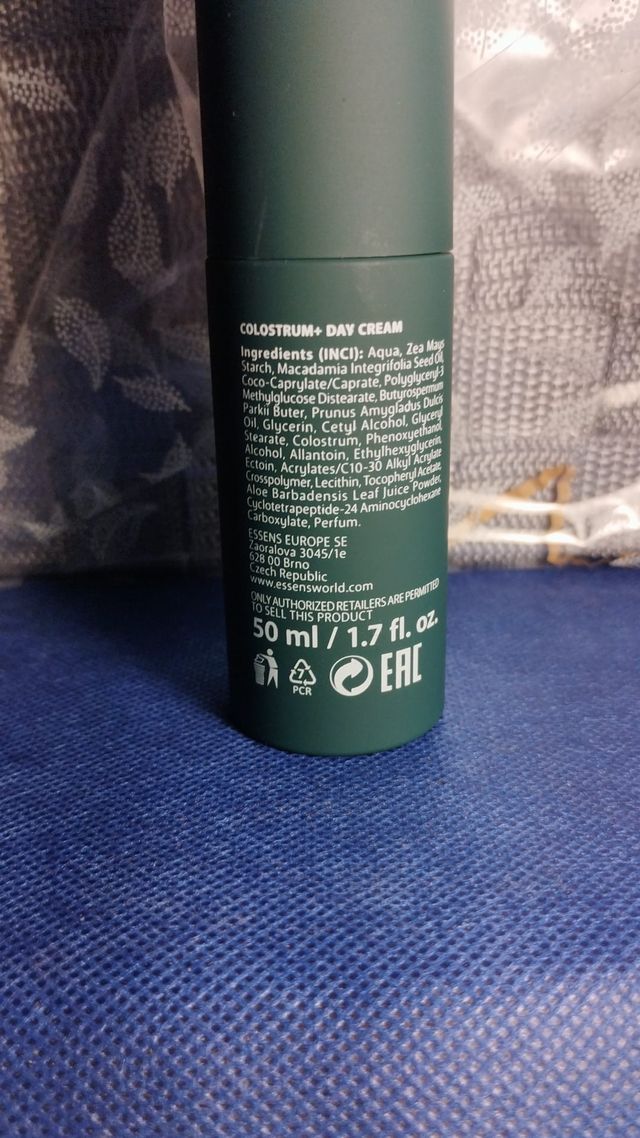 COLOSTRUM+ DAY CREAM
Ingredients (INCI): Aqua, Zea Mays
Starch, Macadamia Integrifolia Seed Oil,
Coco-Caprylate/Caprate, Polyglyceryl-3
Methylglucose Distearate, Butyrospermum
Parkii Buter, Prunus Amygladus Dulcis
Oil, Glycerin, Cetyl Alcohol, Glyceryl
Stearate, Colostrum, Phenoxyethanol,
Alcohol, Allantoin, Ethylhexyglycerin,
Ectoin, Acrylates/C10-30 Alkyl Acrylate
Crosspolymer, Lecithin, Tocopheryl Acetate,
Aloe Barbadensis Leaf Juice Powder,
Cyclotetrapeptide-24 Aminocyclohexane
Carboxylate, Perfum.
ESSENS EUROPE SE
Zaoralova 3045/1e
628 00 Brno
Czech Republic
www.essensworld.com
ONLY AUTHORIZED RETAILERS ARE PERMITTED
TO SELL THIS PRODUCT
50 ml / 1.7 fl. oz.
7
PCR
EAC